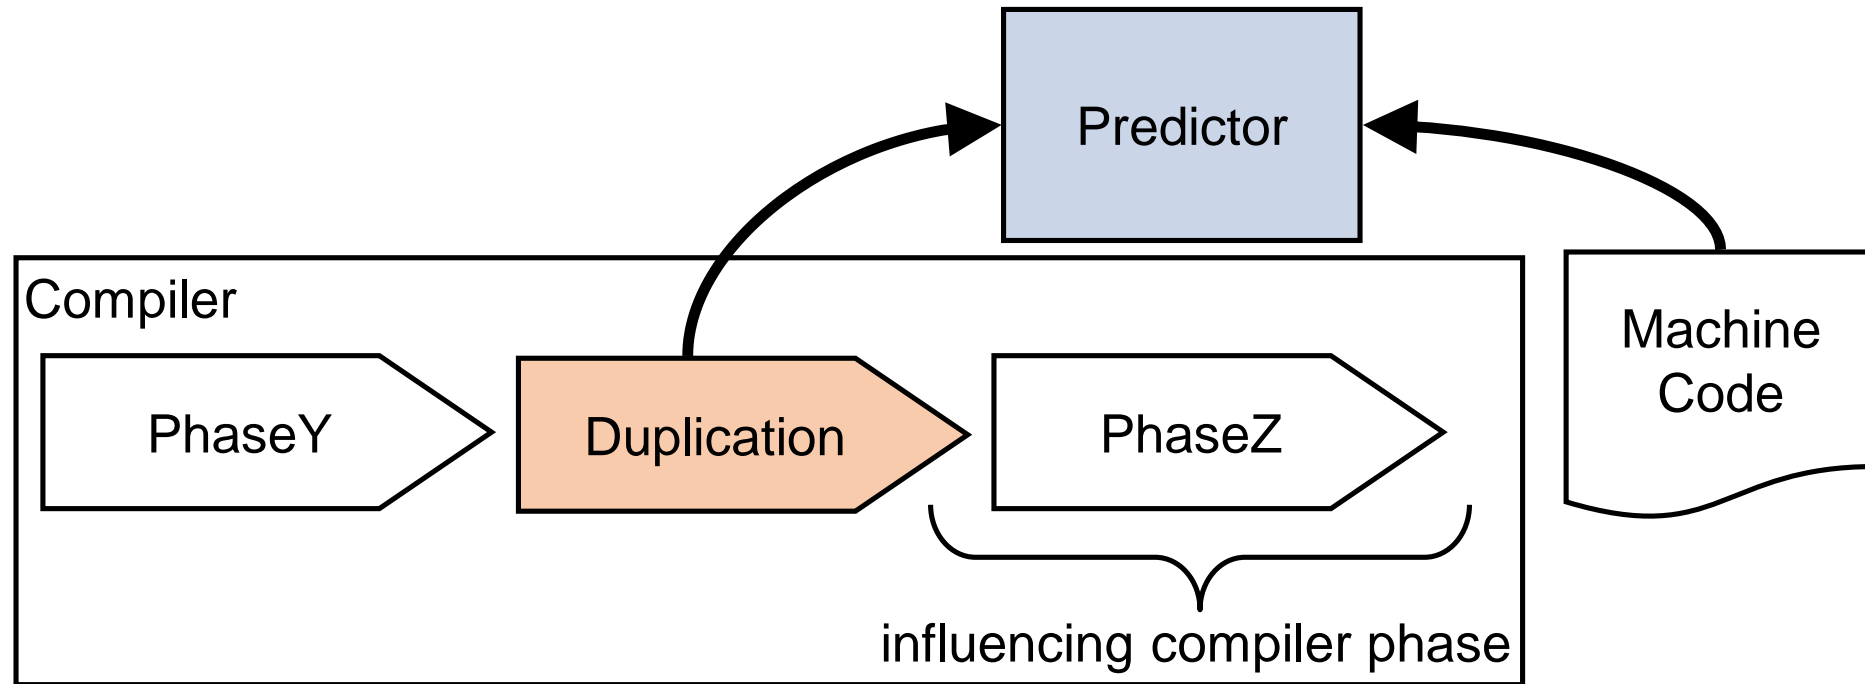 Predictor
Compiler
PhaseY
Duplication
PhaseZ
Machine
Code
influencing compiler phase